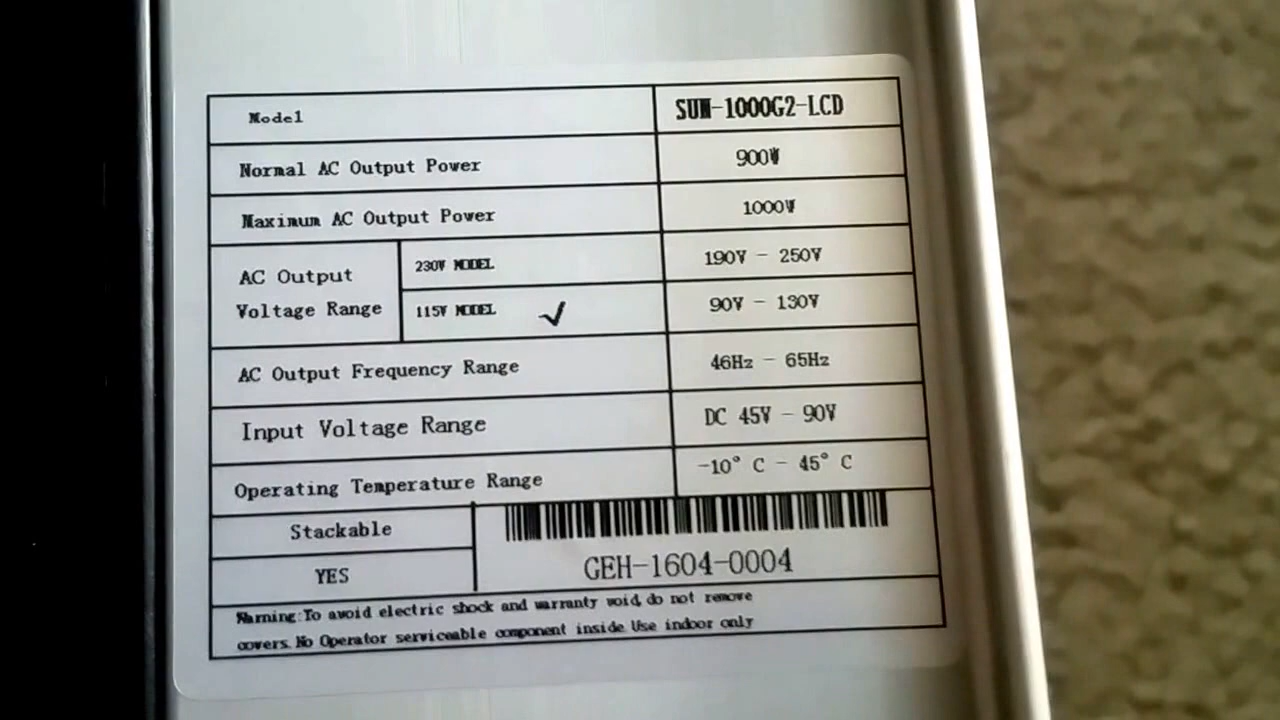 Model SUN-1000G2-LCD
Normal AC Output Power 900W
Maximum AC Output Power 1000W
AC Output Voltage Range
230V MODEL 190V - 250V
115V MODEL ✓ 90V - 130V
AC Output Frequency Range 46Hz - 65Hz
Input Voltage Range DC 45V - 90V
Operating Temperature Range -10° C - 45° C
Stackable
YES
GEH-1604-0004
Warning:To avoid electric shock and warranty void, do not remove
covers. No Operator serviceable component inside Use indoor only